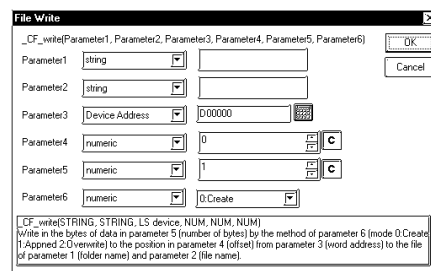 File Write
_CF_write(Parameter1, Parameter2, Parameter3, Parameter4, Parameter5, Parameter6)
OK
Cancel
Parameter1 string
Parameter2 string
Parameter3 Device Address D00000
Parameter4 numeric 0 C
Parameter5 numeric 1 C
Parameter6 numeric 0:Create
_CF_write(STRING, STRING, LS device, NUM, NUM, NUM)
Write in the bytes of data in parameter 5 (number of bytes) by the method of parameter 6 (mode 0:Create
1:Appned 2:Overwrite) to the position in parameter 4 (offset) from parameter 3 (word address) to the file
of parameter 1 (folder name) and parameter 2 (file name).